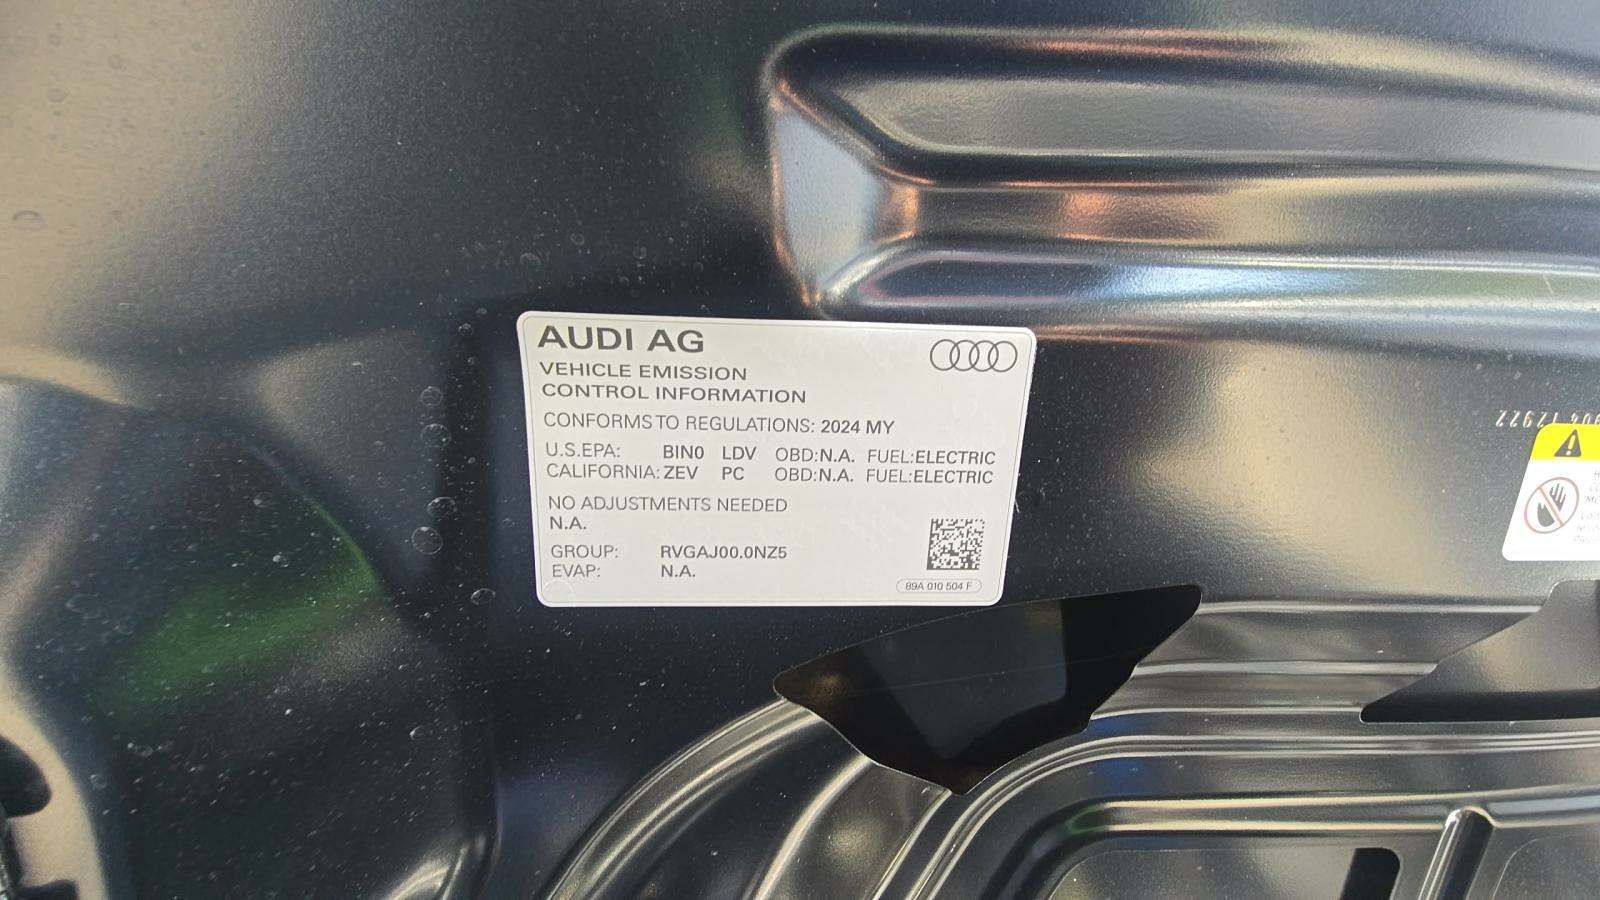 AUDI AG
VEHICLE EMISSION
CONTROL INFORMATION
CONFORMS TO REGULATIONS: 2024 MY
U.S.EPA: BIN0 LDV OBD:N.A. FUEL:ELECTRIC
CALIFORNIA: ZEV PC OBD:N.A. FUEL:ELECTRIC
NO ADJUSTMENTS NEEDED
N.A.
GROUP: RVGAJ00.0NZ5
EVAP: N.A.
89A 010 504 F